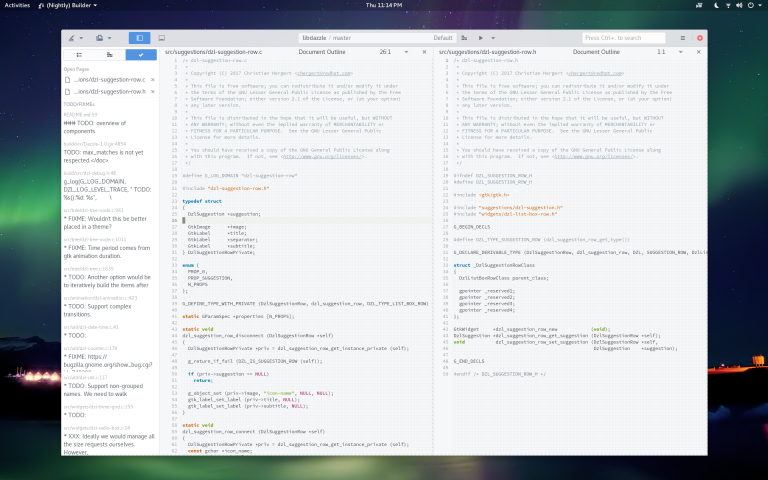 Activities (Nightly) Builder Thu 11:14 PM
libdazzle / master Default Press Ctrl+. to search
src/suggestions/dzl-suggestion-row.c Document Outline 26:1 src/suggestions/dzl-suggestion-row.h Document Outline 1:1
Open Pages
...ions/dzl-suggestion-row.c
...ions/dzl-suggestion-row.h
TODO/FIXMEs
README.md:59
#### TODO: overview of
components
TODO: max_matches is not yet
respected.</doc>
g_log(G_LOG_DOMAIN,
DZL_LOG_LEVEL_TRACE, " TODO:
%s():%d: %s", \
* FIXME: Wouldn't this be better
placed in a theme?
* FIXME: Time period comes from
gtk animation duration.
* TODO: Another option would be
to iteratively build the items after
* TODO: Support complex
transitions.
* TODO:
* FIXME: https://
bugzilla.gnome.org/show_bug.cgi?
* TODO: Support non-grouped
names. We need to walk
* TODO:
* XXX: Ideally we would manage all
the size requests ourselves.
However,
/* dzl-suggestion-row.c
*
* Copyright (C) 2017 Christian Hergert <chergert@redhat.com>
*
* This file is free software; you can redistribute it and/or modify it under
* the terms of the GNU Lesser General Public License as published by the Free
* Software Foundation; either version 2.1 of the License, or (at your option)
* any later version.
*
* This file is distributed in the hope that it will be useful, but WITHOUT
* ANY WARRANTY; without even the implied warranty of MERCHANTABILITY or
* FITNESS FOR A PARTICULAR PURPOSE. See the GNU Lesser General Public
* License for more details.
*
* You should have received a copy of the GNU General Public License along
* with this program. If not, see <http://www.gnu.org/licenses/>.
*/
#define G_LOG_DOMAIN "dzl-suggestion-row"
#include "dzl-suggestion-row.h"
typedef struct
{
DzlSuggestion *suggestion;
GtkImage *image;
GtkLabel *title;
GtkLabel *separator;
GtkLabel *subtitle;
} DzlSuggestionRowPrivate;
enum {
PROP_0,
PROP_SUGGESTION,
N_PROPS
};
G_DEFINE_TYPE_WITH_PRIVATE (DzlSuggestionRow, dzl_suggestion_row, DZL_TYPE_LIST_BOX_ROW)
static GParamSpec *properties [N_PROPS];
static void
dzl_suggestion_row_disconnect (DzlSuggestionRow *self)
{
DzlSuggestionRowPrivate *priv = dzl_suggestion_row_get_instance_private (self);
g_return_if_fail (DZL_IS_SUGGESTION_ROW (self));
if (priv->suggestion == NULL)
return;
g_object_set (priv->image, "icon-name", NULL, NULL);
gtk_label_set_label (priv->title, NULL);
gtk_label_set_label (priv->subtitle, NULL);
}
static void
dzl_suggestion_row_connect (DzlSuggestionRow *self)
{
DzlSuggestionRowPrivate *priv = dzl_suggestion_row_get_instance_private (self);
const gchar *icon_name;
/* dzl-suggestion-row.h
*
* Copyright (C) 2017 Christian Hergert <chergert@redhat.com>
*
* This file is free software; you can redistribute it and/or modify it under
* the terms of the GNU Lesser General Public License as published by the Free
* Software Foundation; either version 2.1 of the License, or (at your option)
* any later version.
*
* This file is distributed in the hope that it will be useful, but WITHOUT
* ANY WARRANTY; without even the implied warranty of MERCHANTABILITY or
* FITNESS FOR A PARTICULAR PURPOSE. See the GNU Lesser General Public
* License for more details.
*
* You should have received a copy of the GNU General Public License along
* with this program. If not, see <http://www.gnu.org/licenses/>.
*/
#ifndef DZL_SUGGESTION_ROW_H
#define DZL_SUGGESTION_ROW_H
#include <gtk/gtk.h>
#include "suggestions/dzl-suggestion.h"
#include "widgets/dzl-list-box-row.h"
G_BEGIN_DECLS
#define DZL_TYPE_SUGGESTION_ROW (dzl_suggestion_row_get_type())
G_DECLARE_DERIVABLE_TYPE (DzlSuggestionRow, dzl_suggestion_row, DZL, SUGGESTION_ROW, DzlLis
struct _DzlSuggestionRowClass
{
DzlListBoxRowClass parent_class;
gpointer _reserved1;
gpointer _reserved2;
gpointer _reserved3;
gpointer _reserved4;
};
GtkWidget *dzl_suggestion_row_new (void);
DzlSuggestion *dzl_suggestion_row_get_suggestion (DzlSuggestionRow *self);
void dzl_suggestion_row_set_suggestion (DzlSuggestionRow *self,
DzlSuggestion *suggestion);
G_END_DECLS
#endif /* DZL_SUGGESTION_ROW_H */